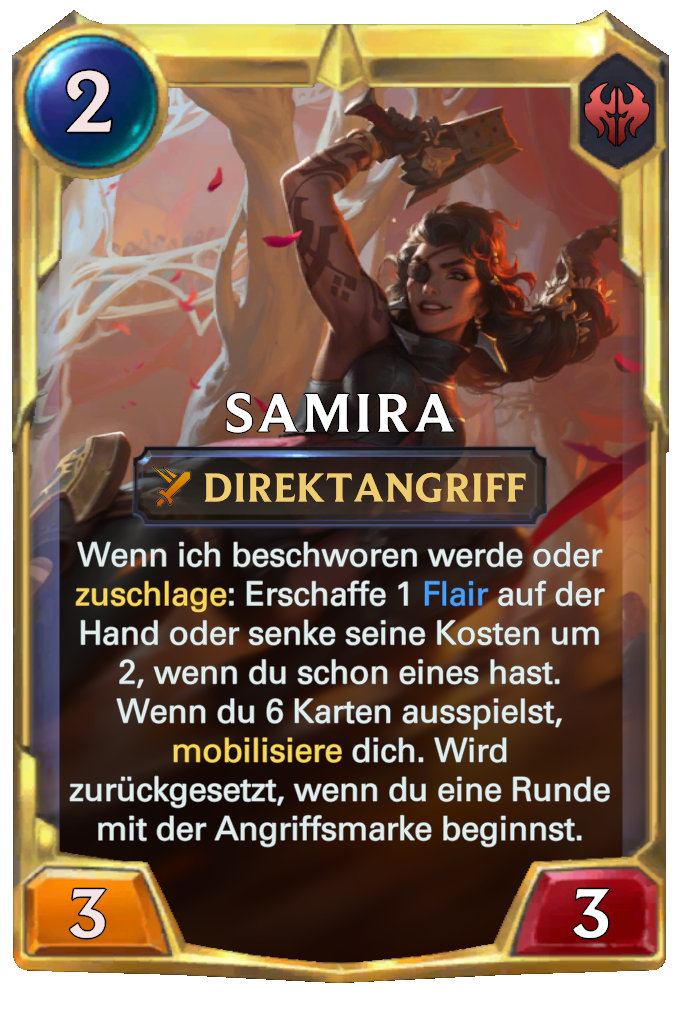 2
SAMIRA
DIREKTANGRIFF
Wenn ich beschworen werde oder
zuschlage: Erschaffe 1 Flair auf der
Hand oder senke seine Kosten um
2, wenn du schon eines hast.
Wenn du 6 Karten ausspielst,
mobilisiere dich. Wird
zurückgesetzt, wenn du eine Runde
mit der Angriffsmarke beginnst.
3
3